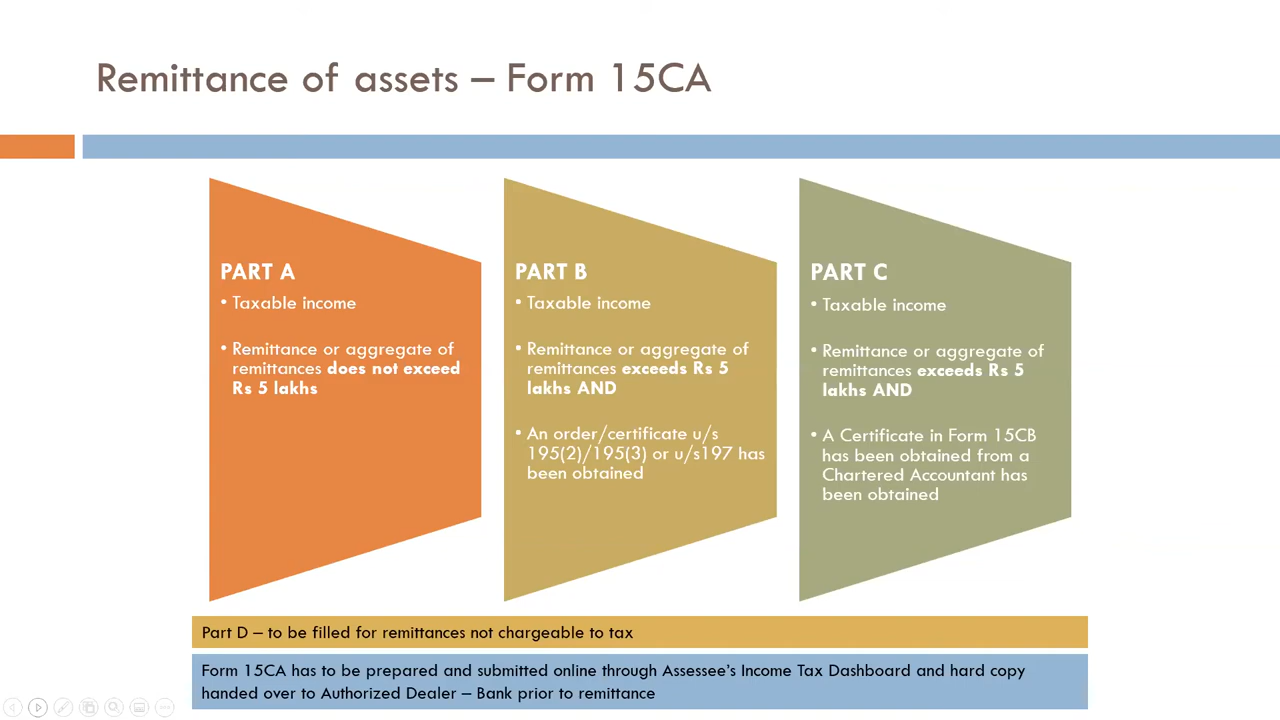 Remittance of assets – Form 15CA
PART A
• Taxable income
• Remittance or aggregate of
remittances does not exceed
Rs 5 lakhs
PART B
• Taxable income
• Remittance or aggregate of
remittances exceeds Rs 5
lakhs AND
• An order/certificate u/s
195(2)/195(3) or u/s197 has
been obtained
PART C
• Taxable income
• Remittance or aggregate of
remittances exceeds Rs 5
lakhs AND
• A Certificate in Form 15CB
has been obtained from a
Chartered Accountant has
been obtained
Part D – to be filled for remittances not chargeable to tax
Form 15CA has to be prepared and submitted online through Assessee’s Income Tax Dashboard and hard copy
handed over to Authorized Dealer – Bank prior to remittance